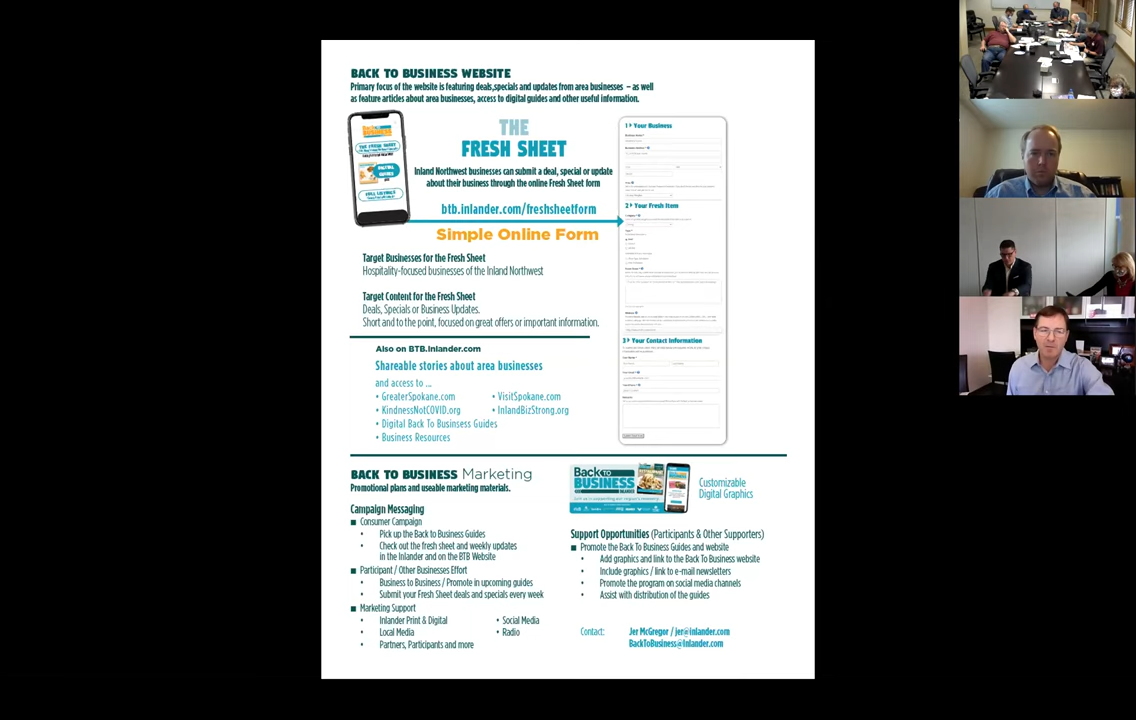 BACK TO BUSINESS WEBSITE
Primary focus of the website is featuring deals,specials and updates from area businesses – as well
as feature articles about area businesses, access to digital guides and other useful information.
THE
FRESH SHEET
Inland Northwest businesses can submit a deal, special or update
about their business through the online Fresh Sheet form
btb.inlander.com/freshsheetform
Simple Online Form
THE FRESH SHEET
DIGITAL
GUIDES
1 Your Business
2 Your Fresh Item
3 Your Contact Information
Target Businesses for the Fresh Sheet
Hospitality-focused businesses of the Inland Northwest
Target Content for the Fresh Sheet
Deals, Specials or Business Updates.
Short and to the point, focused on great offers or important information.
Also on BTB.Inlander.com
Shareable stories about area businesses
and access to ...
• GreaterSpokane.com
• VisitSpokane.com
• KindnessNotCOVID.org
• InlandBizStrong.org
• Digital Back To Businsess Guides
• Business Resources
BACK TO BUSINESS Marketing
Promotional plans and useable marketing materials.
Campaign Messaging
■ Consumer Campaign
• Pick up the Back to Business Guides
• Check out the fresh sheet and weekly updates
in the Inlander and on the BTB Website
■ Participant / Other Businesses Effort
• Business to Business / Promote in upcoming guides
• Submit your Fresh Sheet deals and specials every week
■ Marketing Support
• Inlander Print & Digital
• Social Media
• Local Media
• Radio
• Partners, Participants and more
Back TO
BUSINESS
Customizable
Digital Graphics
Support Opportunities (Participants & Other Supporters)
■ Promote the Back To Business Guides and website
• Add graphics and link to the Back To Business website
• Include graphics / link to e-mail newsletters
• Promote the program on social media channels
• Assist with distribution of the guides
Contact: Jer McGregor / jer@inlander.com
BackToBusiness@inlander.com